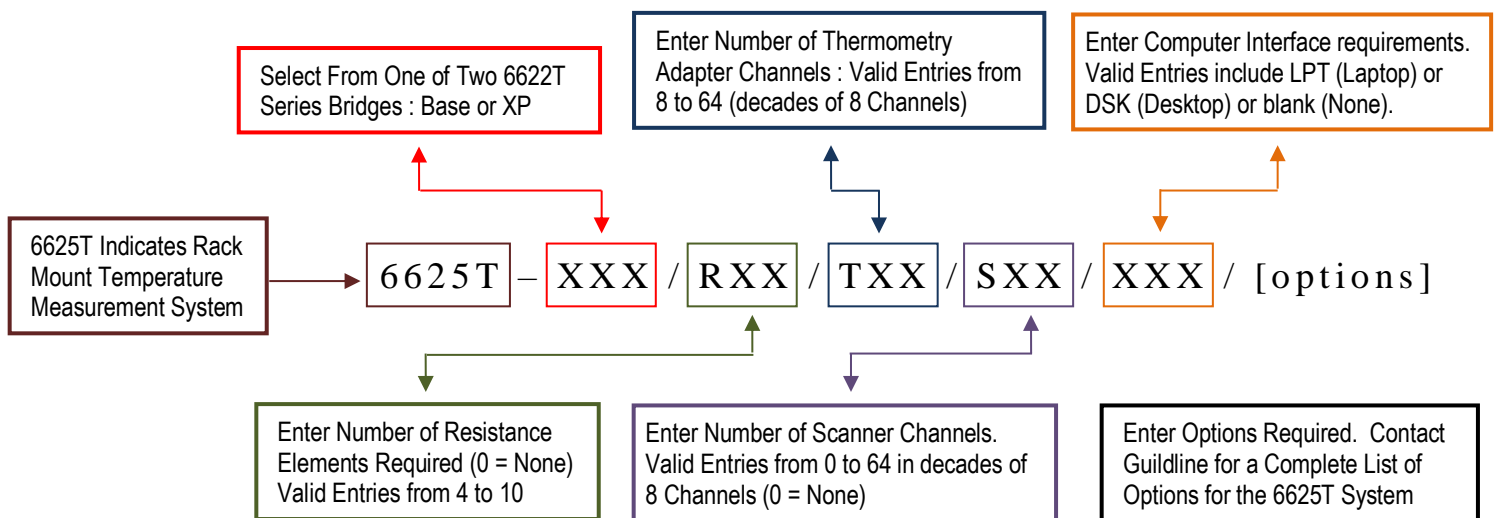 Select From One of Two 6622T
Series Bridges : Base or XP
Enter Number of Thermometry
Adapter Channels : Valid Entries from
8 to 64 (decades of 8 Channels)
Enter Computer Interface requirements.
Valid Entries include LPT (Laptop) or
DSK (Desktop) or blank (None).
6625T Indicates Rack
Mount Temperature
Measurement System
6625T – XXX / RXX / TXX / SXX / XXX / [options]
Enter Number of Resistance
Elements Required (0 = None)
Valid Entries from 4 to 10
Enter Number of Scanner Channels.
Valid Entries from 0 to 64 in decades of
8 Channels (0 = None)
Enter Options Required. Contact
Guildline for a Complete List of
Options for the 6625T System